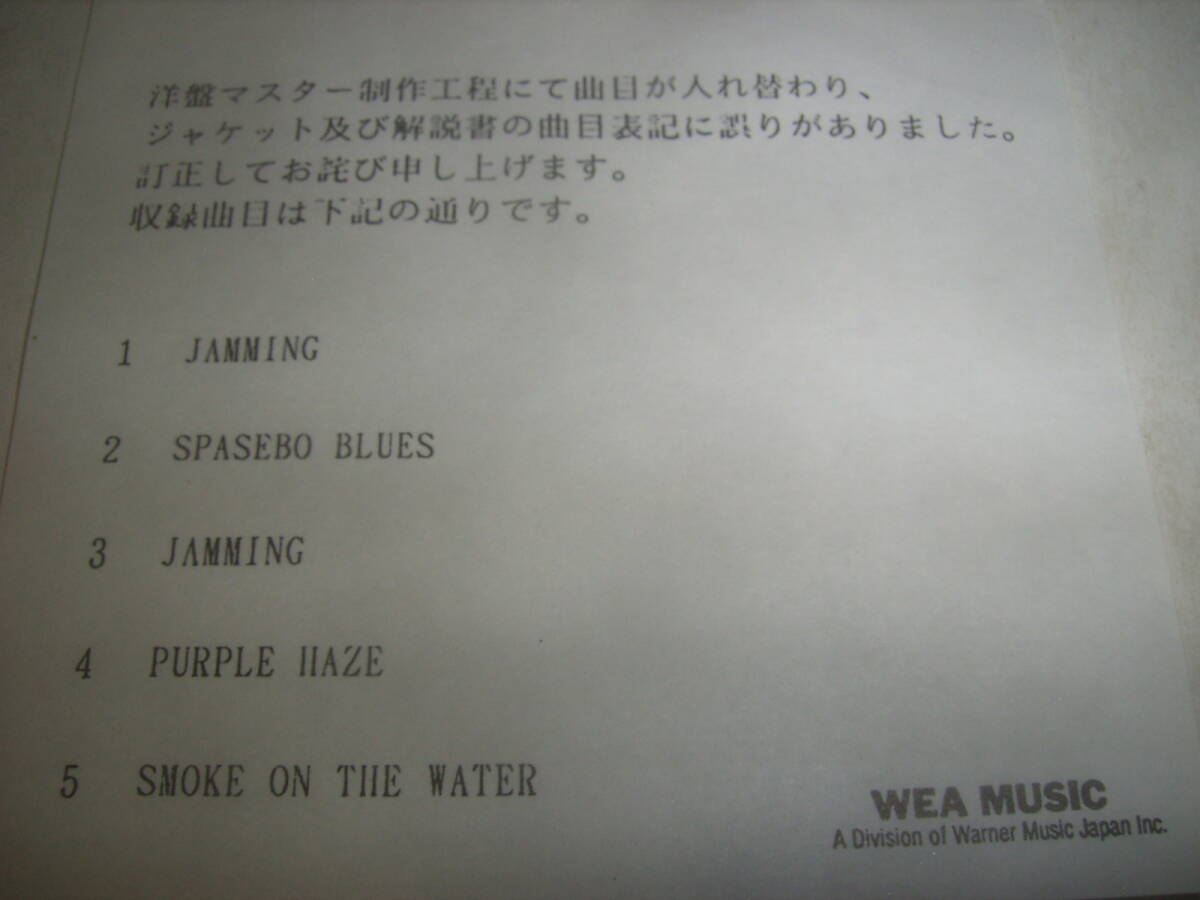 洋盤マスター制作工程にて曲目が入れ替わり、
ジャケット及び解説書の曲目表記に誤りがありました。
訂正してお詫び申し上げます。
収録曲目は下記の通りです。
1 JAMMING
2 SPASEBO BLUES
3 JAMMING
4 PURPLE HAZE
5 SMOKE ON THE WATER
WEA MUSIC
A Division of Warner Music Japan Inc.